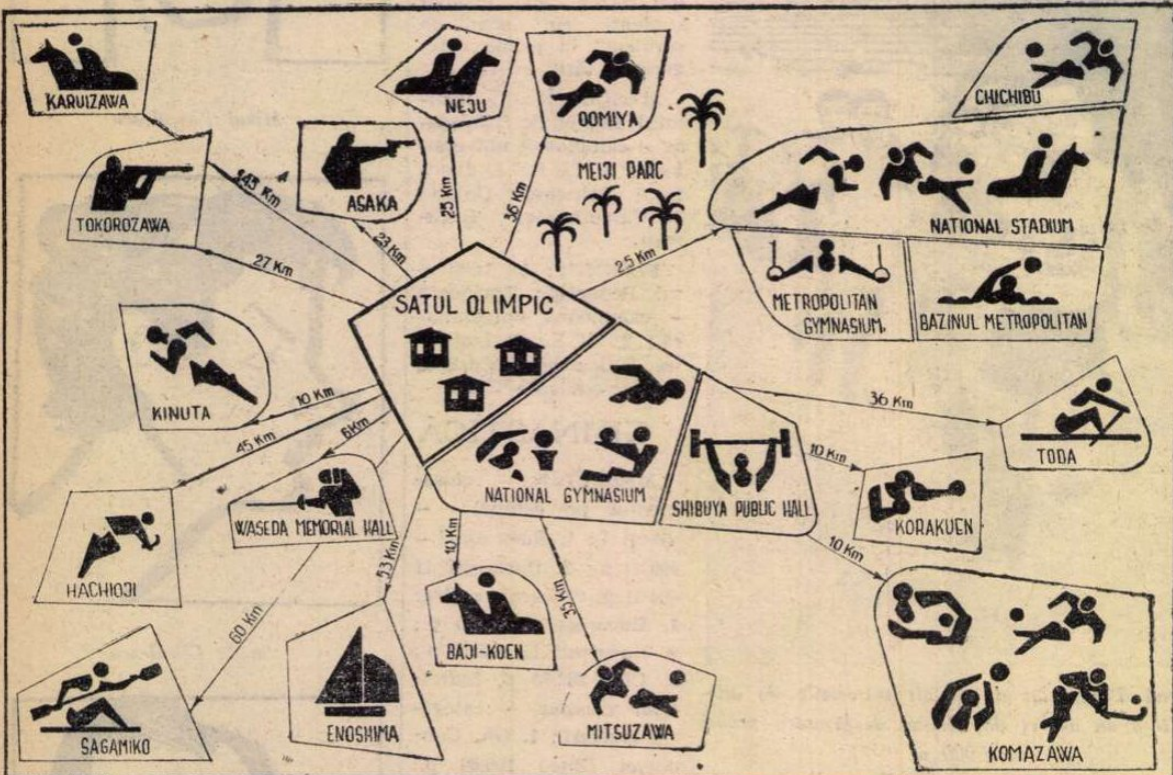 KARUIZAWA
NEJU
OOMIYA
CHICHIBU
TOKOROZAWA
ASAKA
MEIJI PARC
NATIONAL STADIUM
METROPOLITAN
GYMNASIUM.
BAZINUL METROPOLITAN
145 Km
23 Km
25 Km
36 Km
25 Km
27 Km
SATUL OLIMPIC
KINUTA
10 Km
45 Km
6Km
36 Km
TODA
NATIONAL GYMNASIUM
SHIBUYA PUBLIC HALL
10 Km
KORAKUEN
WASEDA MEMORIAL HALL
HACHIOJI
10 Km
53 Km
10 Km
35 Km
60 Km
SAGAMIKO
ENOSHIMA
BAJI-KOEN
MITSUZAWA
KOMAZAWA